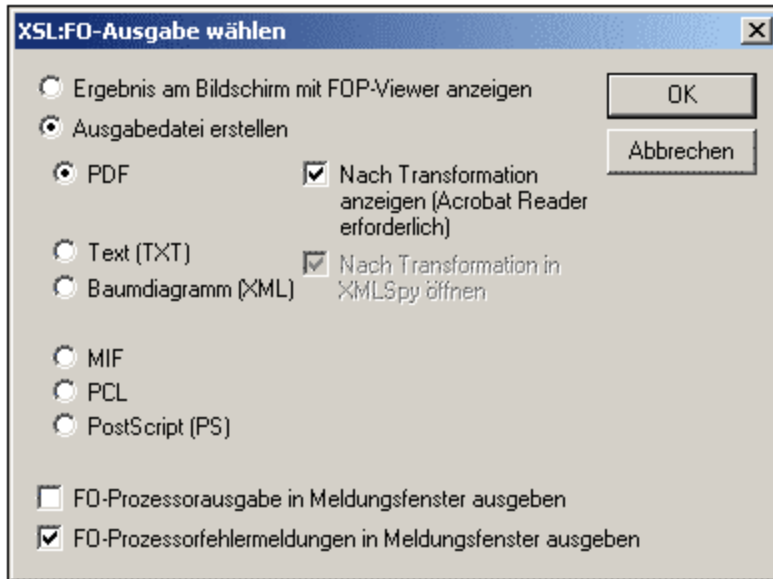 XSL:FO-Ausgabe wählen
Ergebnis am Bildschirm mit FOP-Viewer anzeigen
OK
Ausgabedatei erstellen
Abbrechen
PDF
Nach Transformation
anzeigen (Acrobat Reader
erforderlich)
Text (TXT)
Nach Transformation in
XMLSpy öffnen
Baumdiagramm (XML)
MIF
PCL
PostScript (PS)
FO-Prozessorausgabe in Meldungsfenster ausgeben
FO-Prozessorfehlermeldungen in Meldungsfenster ausgeben